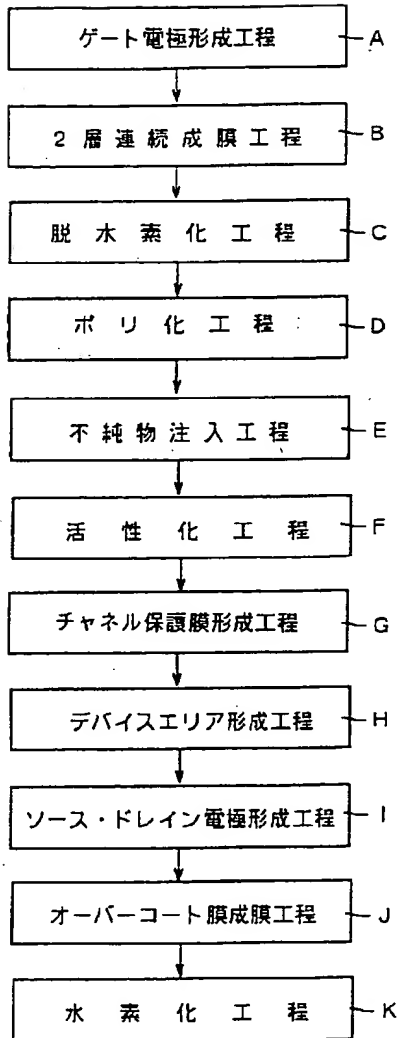 ゲート電極形成工程 A
2層連続成膜工程 B
脱水素化工程 C
ポリ化工程 D
不純物注入工程 E
活性化工程 F
チャネル保護膜形成工程 G
デバイスエリア形成工程 H
ソース・ドレイン電極形成工程 I
オーバーコート膜成膜工程 J
水素化工程 K